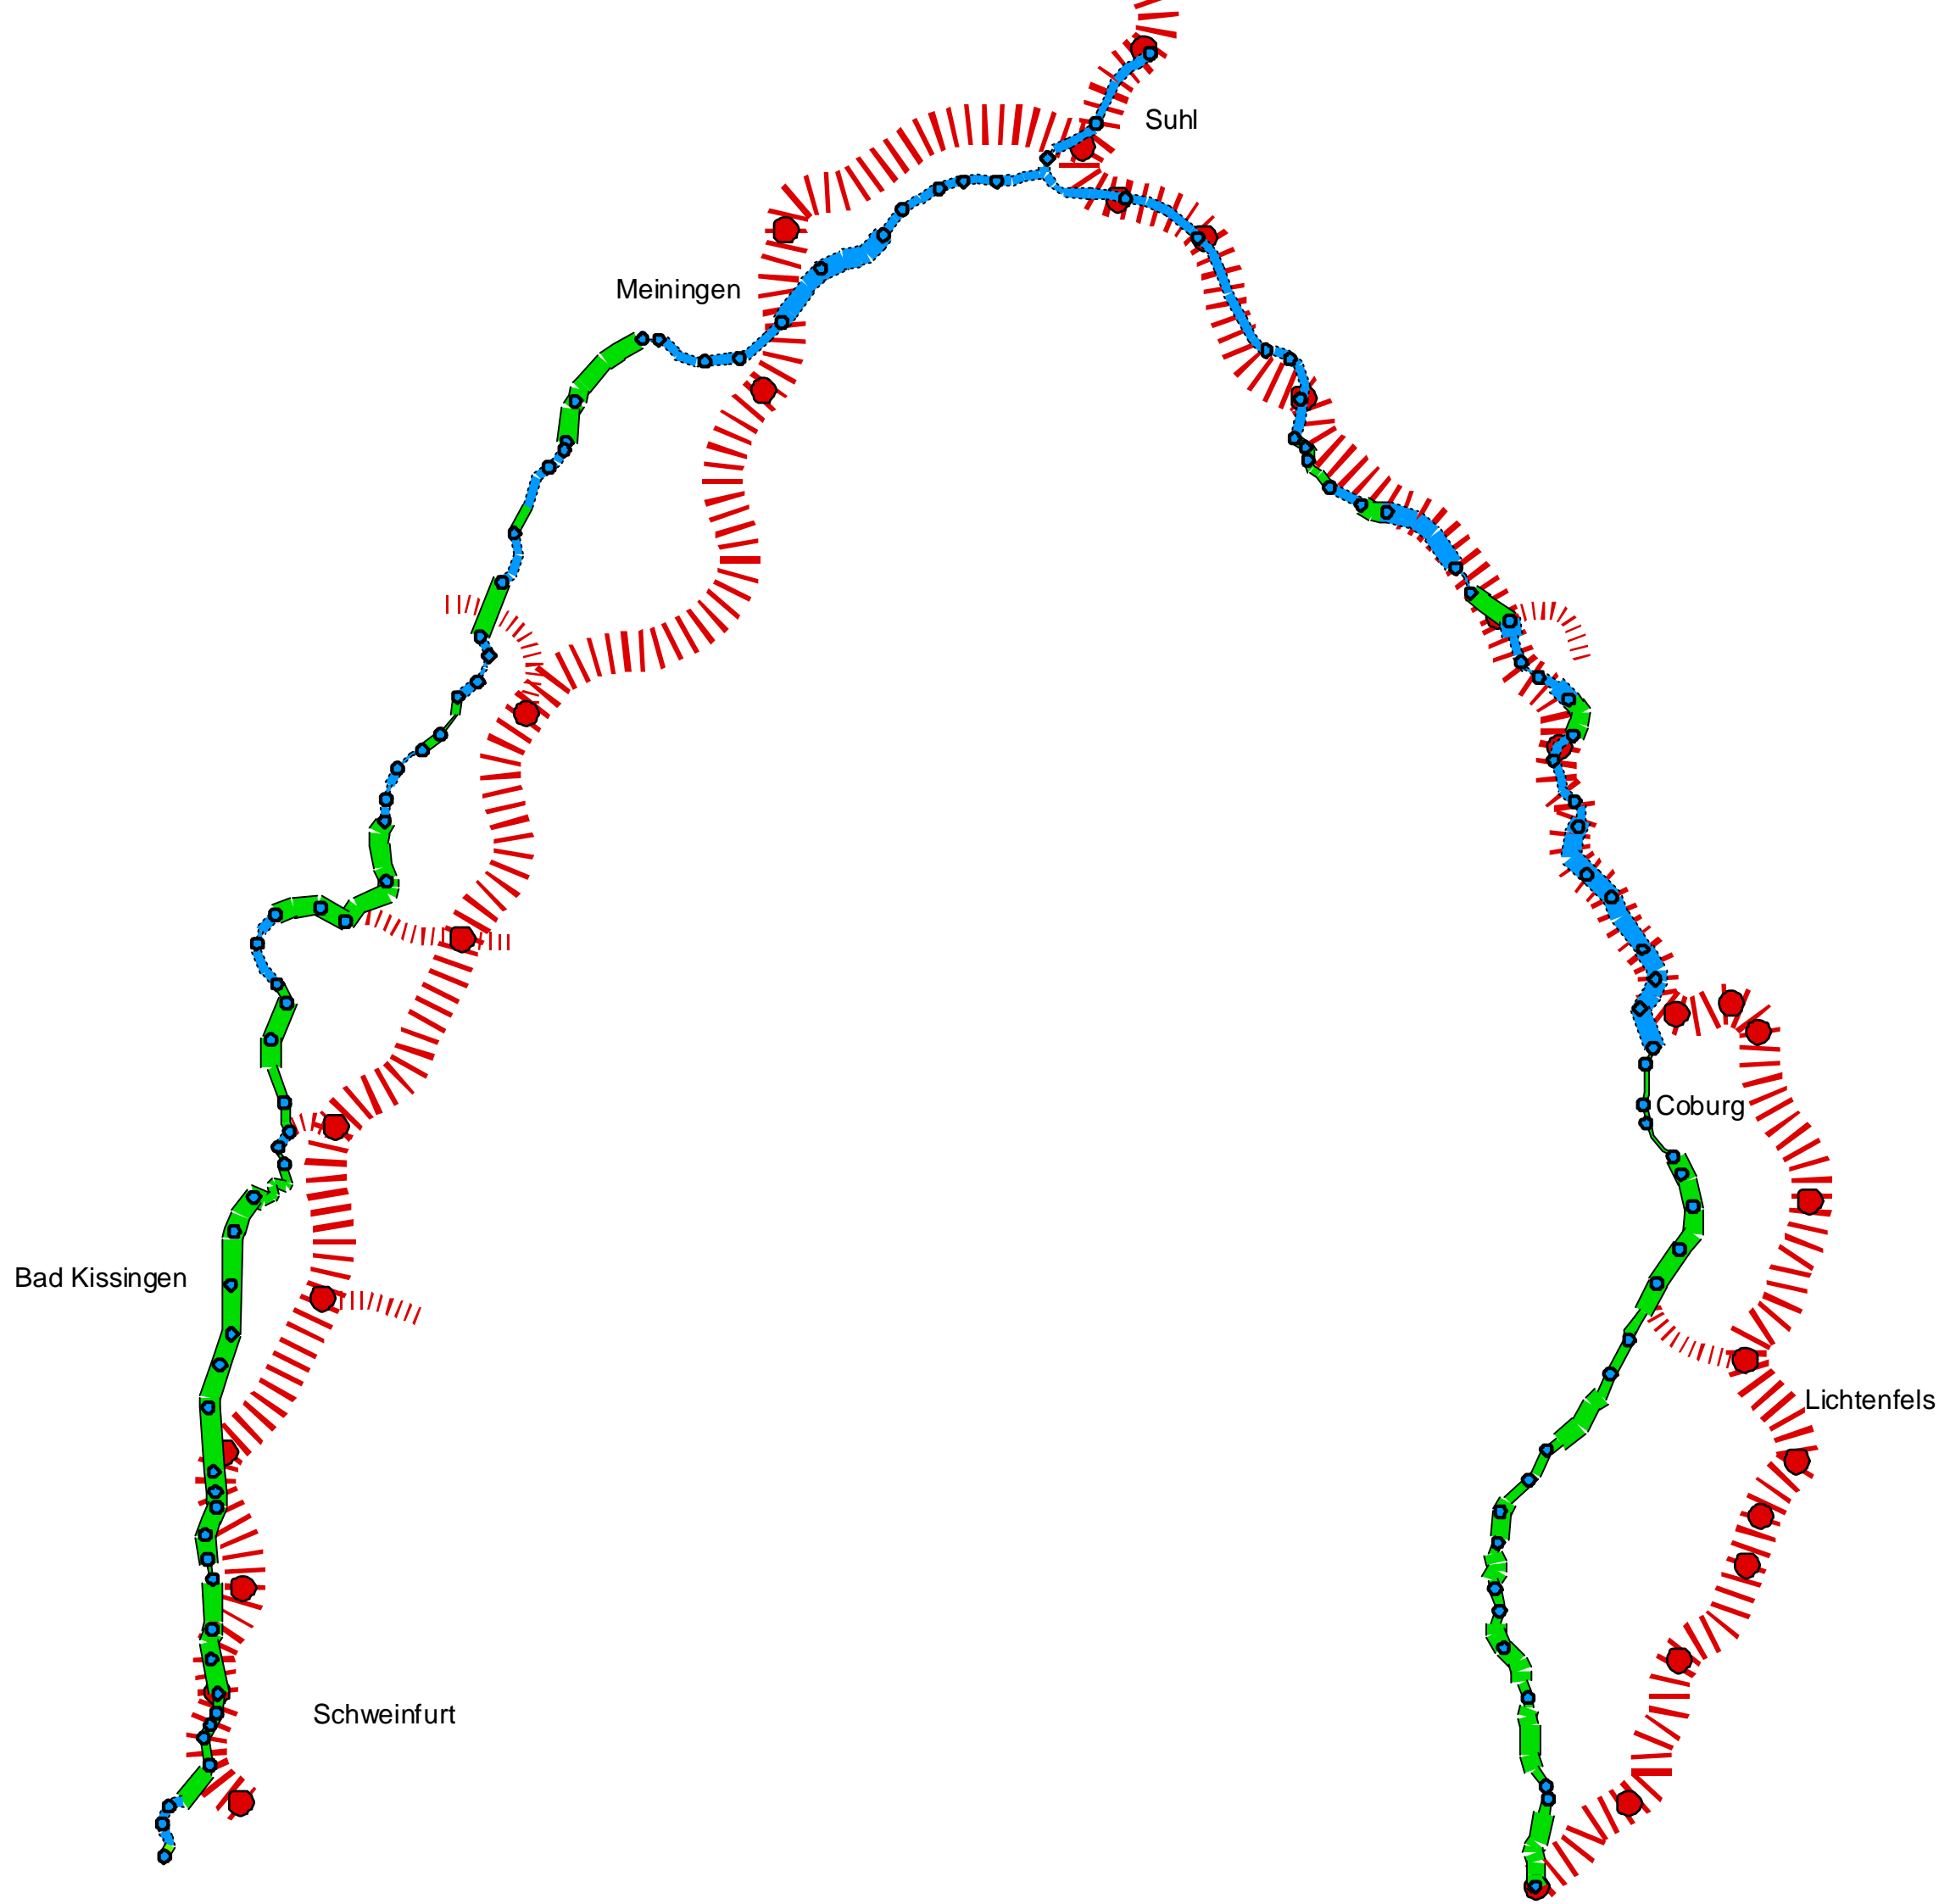 Suhl
Meiningen
Coburg
Bad Kissingen
Lichtenfels
Schweinfurt